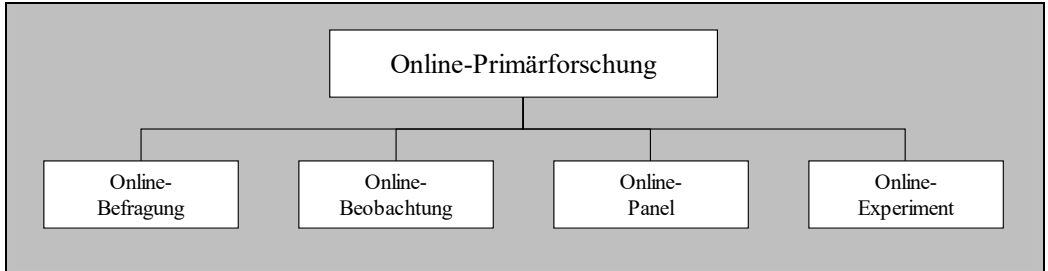 Online-Primärforschung
Online-
Befragung
Online-
Beobachtung
Online-
Panel
Online-
Experiment